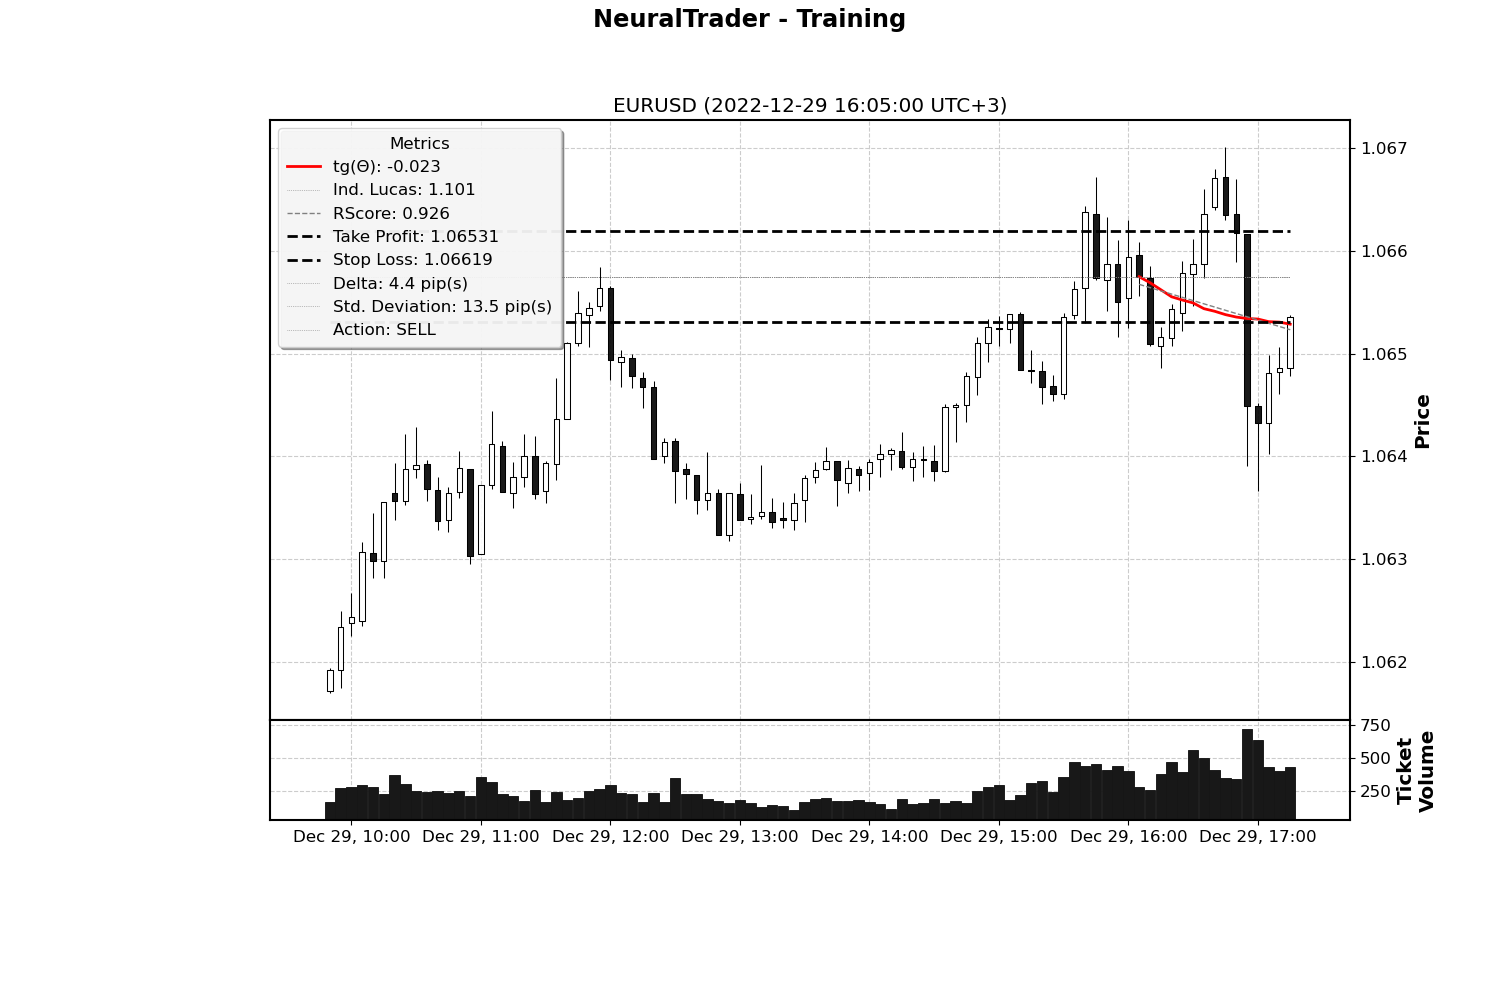 NeuralTrader - Training
EURUSD (2022-12-29 16:05:00 UTC+3)
Metrics
tg(Θ): -0.023
Ind. Lucas: 1.101
RScore: 0.926
Take Profit: 1.06531
Stop Loss: 1.06619
Delta: 4.4 pip(s)
Std. Deviation: 13.5 pip(s)
Action: SELL
1.067
1.066
1.065
1.064
1.063
1.062
Price
750
500
250
Ticket
Volume
Dec 29, 10:00 Dec 29, 11:00 Dec 29, 12:00 Dec 29, 13:00 Dec 29, 14:00 Dec 29, 15:00 Dec 29, 16:00 Dec 29, 17:00